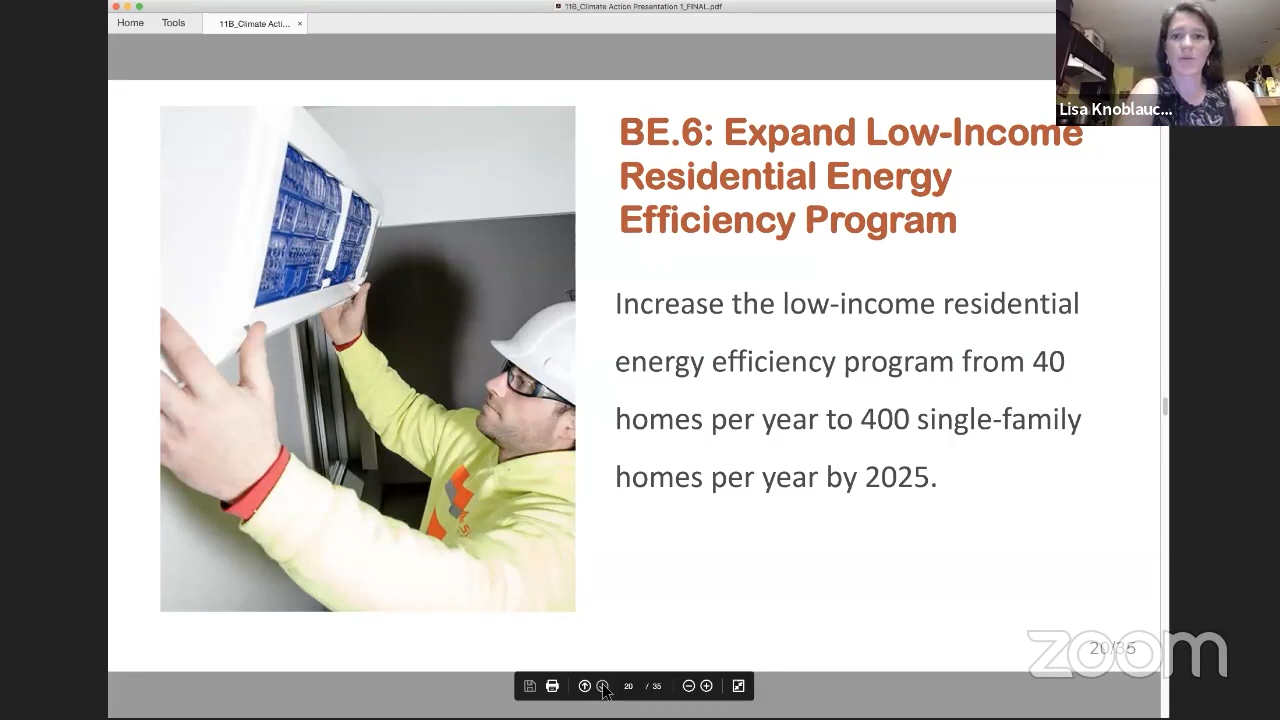 11B_Climate Action Presentation 1_FINAL.pdf
Home
Tools
11B_Climate Acti...
×
Lisa Knoblauc...
BE.6: Expand Low-Income
Residential Energy
Efficiency Program
Increase the low-income residential
energy efficiency program from 40
homes per year to 400 single-family
homes per year by 2025.
20/35
zoom
20 / 35